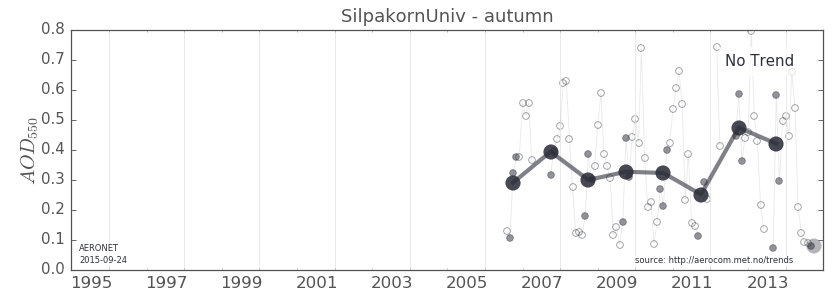 SilpakornUniv - autumn
0.8
0.7
0.6
0.5
0.4
0.3
0.2
0.1
0.0
AOD550
No Trend
AERONET
2015-09-24
source: http://aerocom.met.no/trends
1995 1997 1999 2001 2003 2005 2007 2009 2011 2013